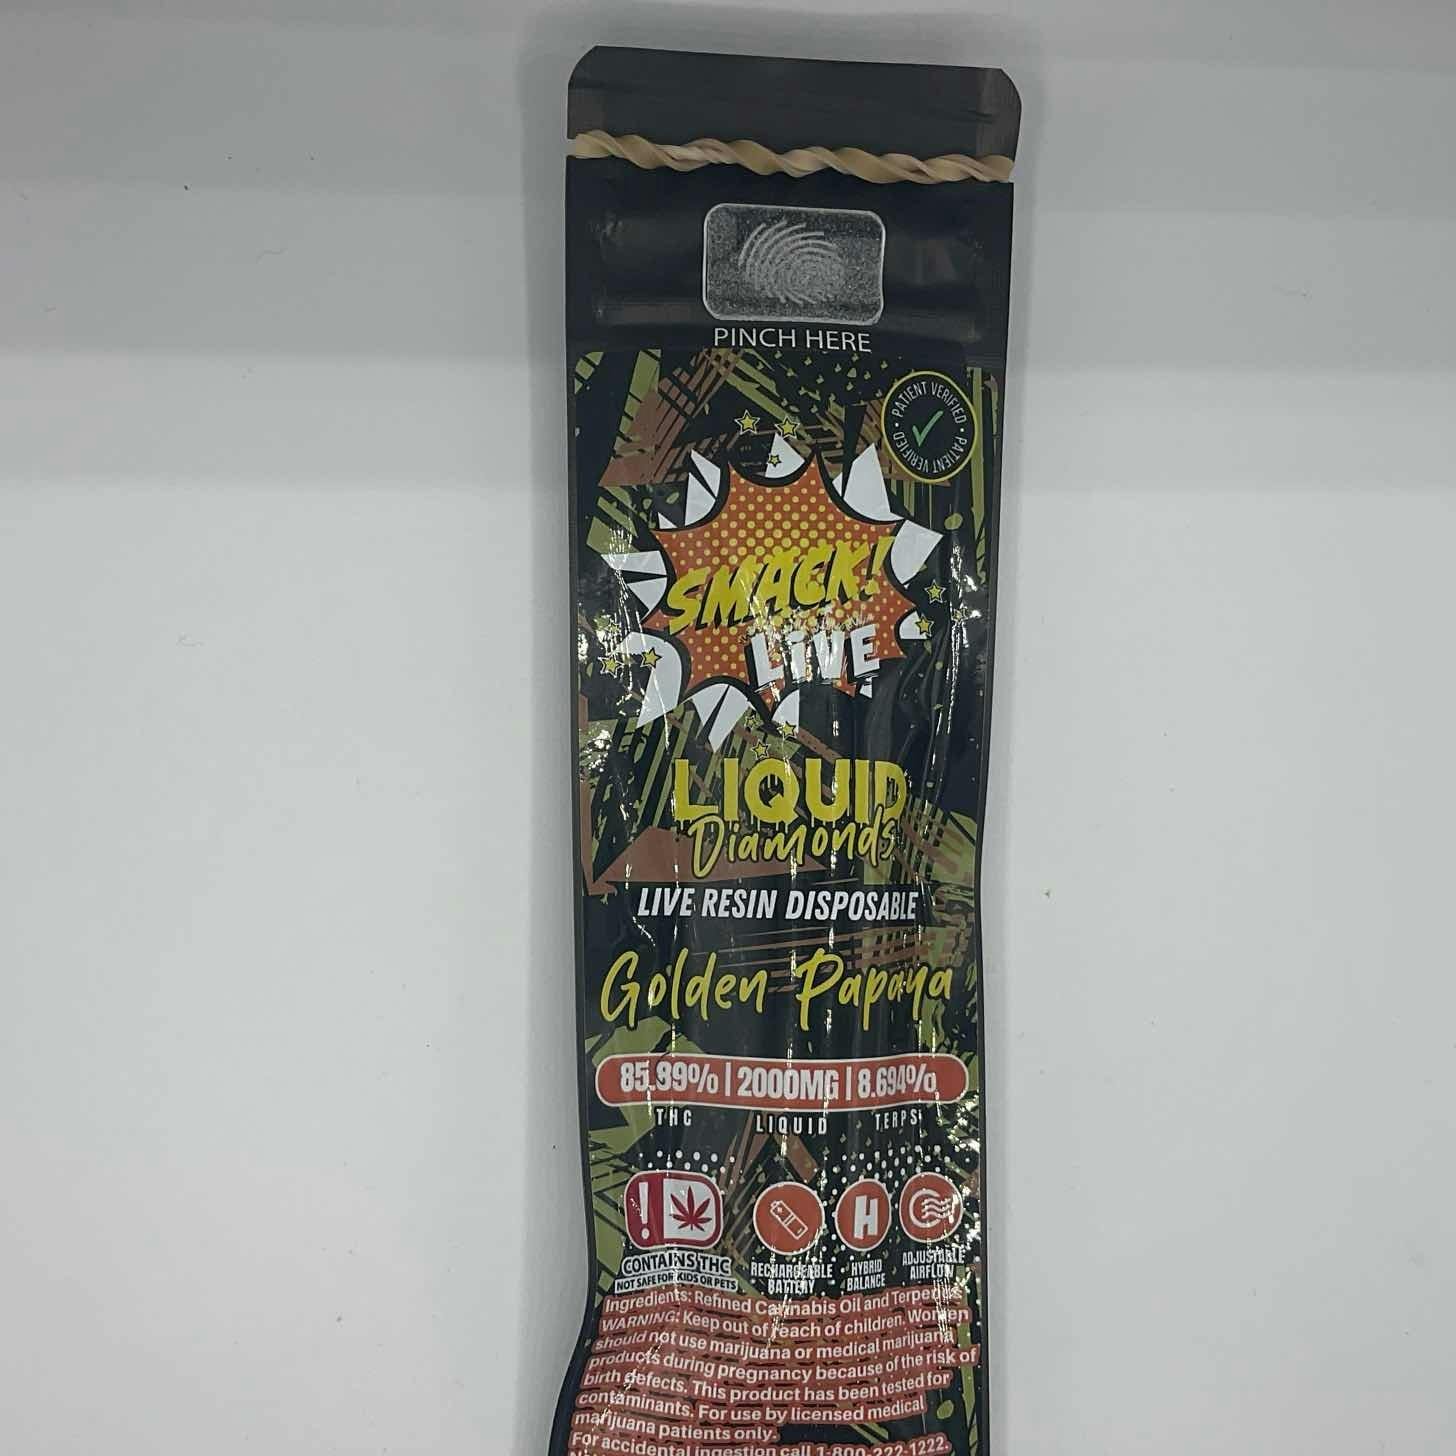 PINCH HERE
PATIENT VERIFIED • PATIENT VERIFIED •
SMACK!
LiVE
LIQUID
Diamonds
LIVE RESIN DISPOSABLE
Golden Papaya
85.99% | 2000MG | 8.694%
THC LIQUID TERPS
! CONTAINS THC
NOT SAFE FOR KIDS OR PETS
RECHARGEABLE BATTERY
H
HYBRID BALANCE
ADJUSTABLE AIRFLOW
Ingredients: Refined Cannabis Oil and Terpenes
WARNING: Keep out of reach of children. Women
should not use marijuana or medical marijuana
products during pregnancy because of the risk of
birth defects. This product has been tested for
contaminants. For use by licensed medical
marijuana patients only.
For accidental ingestion call 1-800-222-1222.